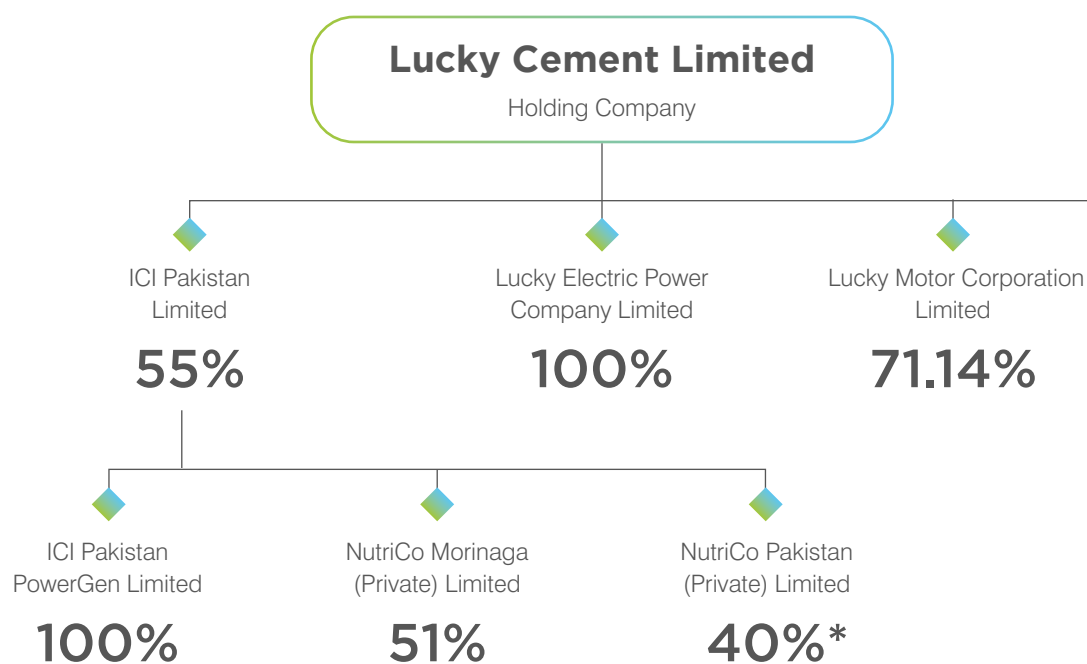 Lucky Cement Limited
Holding Company
ICI Pakistan
Limited
55%
Lucky Electric Power
Company Limited
100%
Lucky Motor Corporation
Limited
71.14%
ICI Pakistan
PowerGen Limited
100%
NutriCo Morinaga
(Private) Limited
51%
NutriCo Pakistan
(Private) Limited
40%*